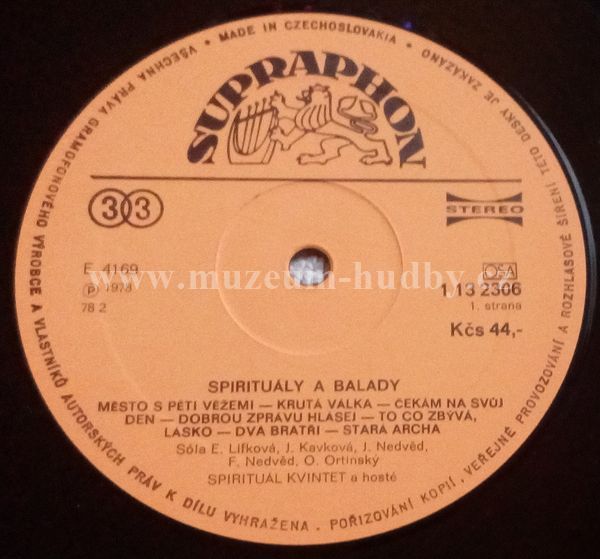 VŠECHNA PRÁVA GRAMOFONOVÉHO VÝROBCE A VLASTNÍKŮ AUTORSKÝCH PRÁV K DÍLU VYHRAŽENA. POŘIZOVÁNÍ KOPIÍ, VEŘEJNÉ PROVOZOVÁNÍ A ROZHLASOVÉ ŠÍŘENÍ TÉTO DESKY JE ZAKÁZÁNO • MADE IN CZECHOSLOVAKIA •
SUPRAPHON
33
STEREO
E 4169
℗ 1978
78 2
www.muzeum-hudby.cz
OSA
1 13 2306
1. strana
Kčs 44,-
SPIRITUÁLY A BALADY
MĚSTO S PĚTI VĚŽEMI — KRUTÁ VÁLKA — ČEKÁM NA SVŮJ
DEN — DOBROU ZPRÁVU HLÁSEJ — TO CO ZBÝVÁ,
LÁSKO — DVA BRATŘI — STARÁ ARCHA
Sóla E. Lifková, J. Kavková, J. Nedvěd,
F. Nedvěd, O. Ortinský
SPIRITUÁL KVINTET a hosté